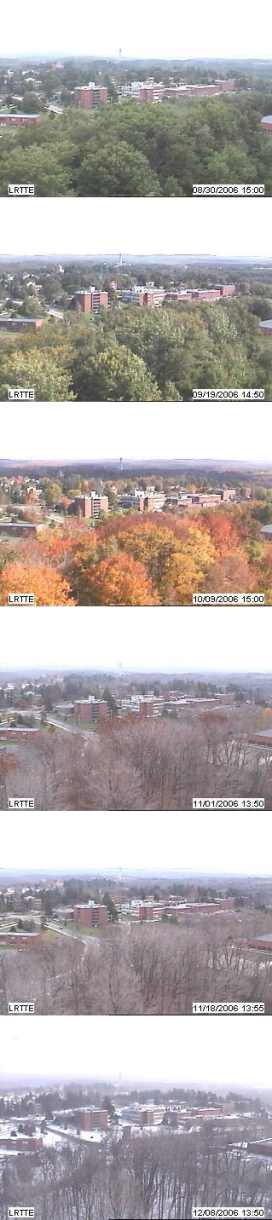 LRTTE 08/30/2006 15:00
LRTTE 09/19/2006 14:50
LRTTE 10/09/2006 15:00
LRTTE 11/01/2006 13:50
LRTTE 11/18/2006 13:55
LRTTE 12/08/2006 13:50